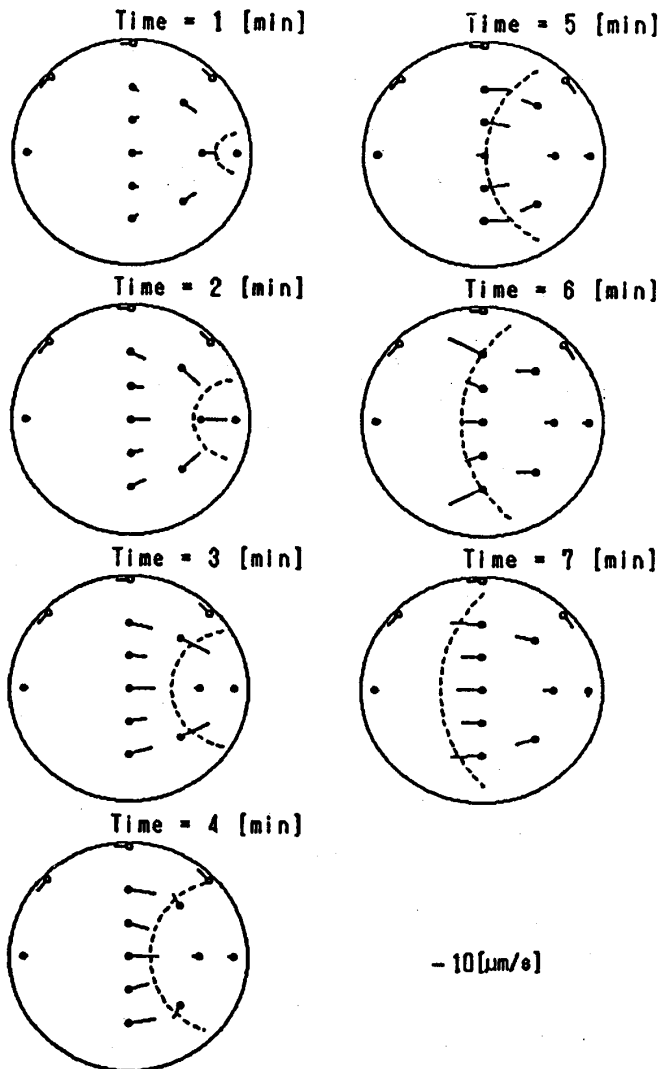 Time = 1 [min]
Time = 2 [min]
Time = 3 [min]
Time = 4 [min]
Time = 5 [min]
Time = 6 [min]
Time = 7 [min]
- 10[μm/s]